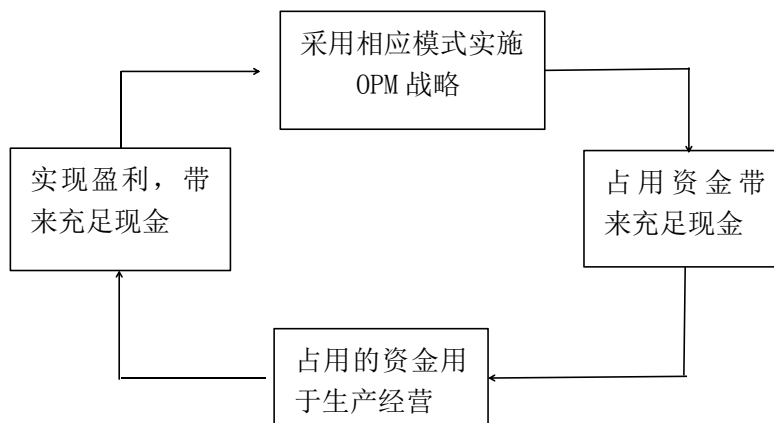 采用相应模式实施
OPM 战略
实现盈利，带
来充足现金
占用资金带
来充足现金
占用的资金用
于生产经营